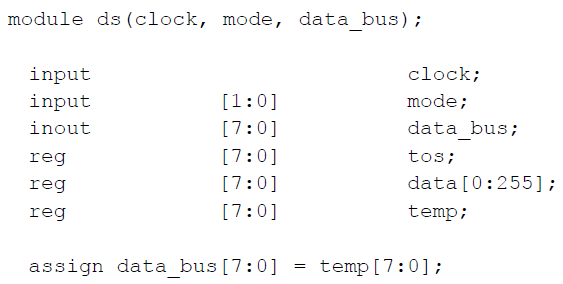 module ds(clock, mode, data_bus);
input clock;
input [1:0] mode;
inout [7:0] data_bus;
reg [7:0] tos;
reg [7:0] data[0:255];
reg [7:0] temp;
assign data_bus[7:0] = temp[7:0];